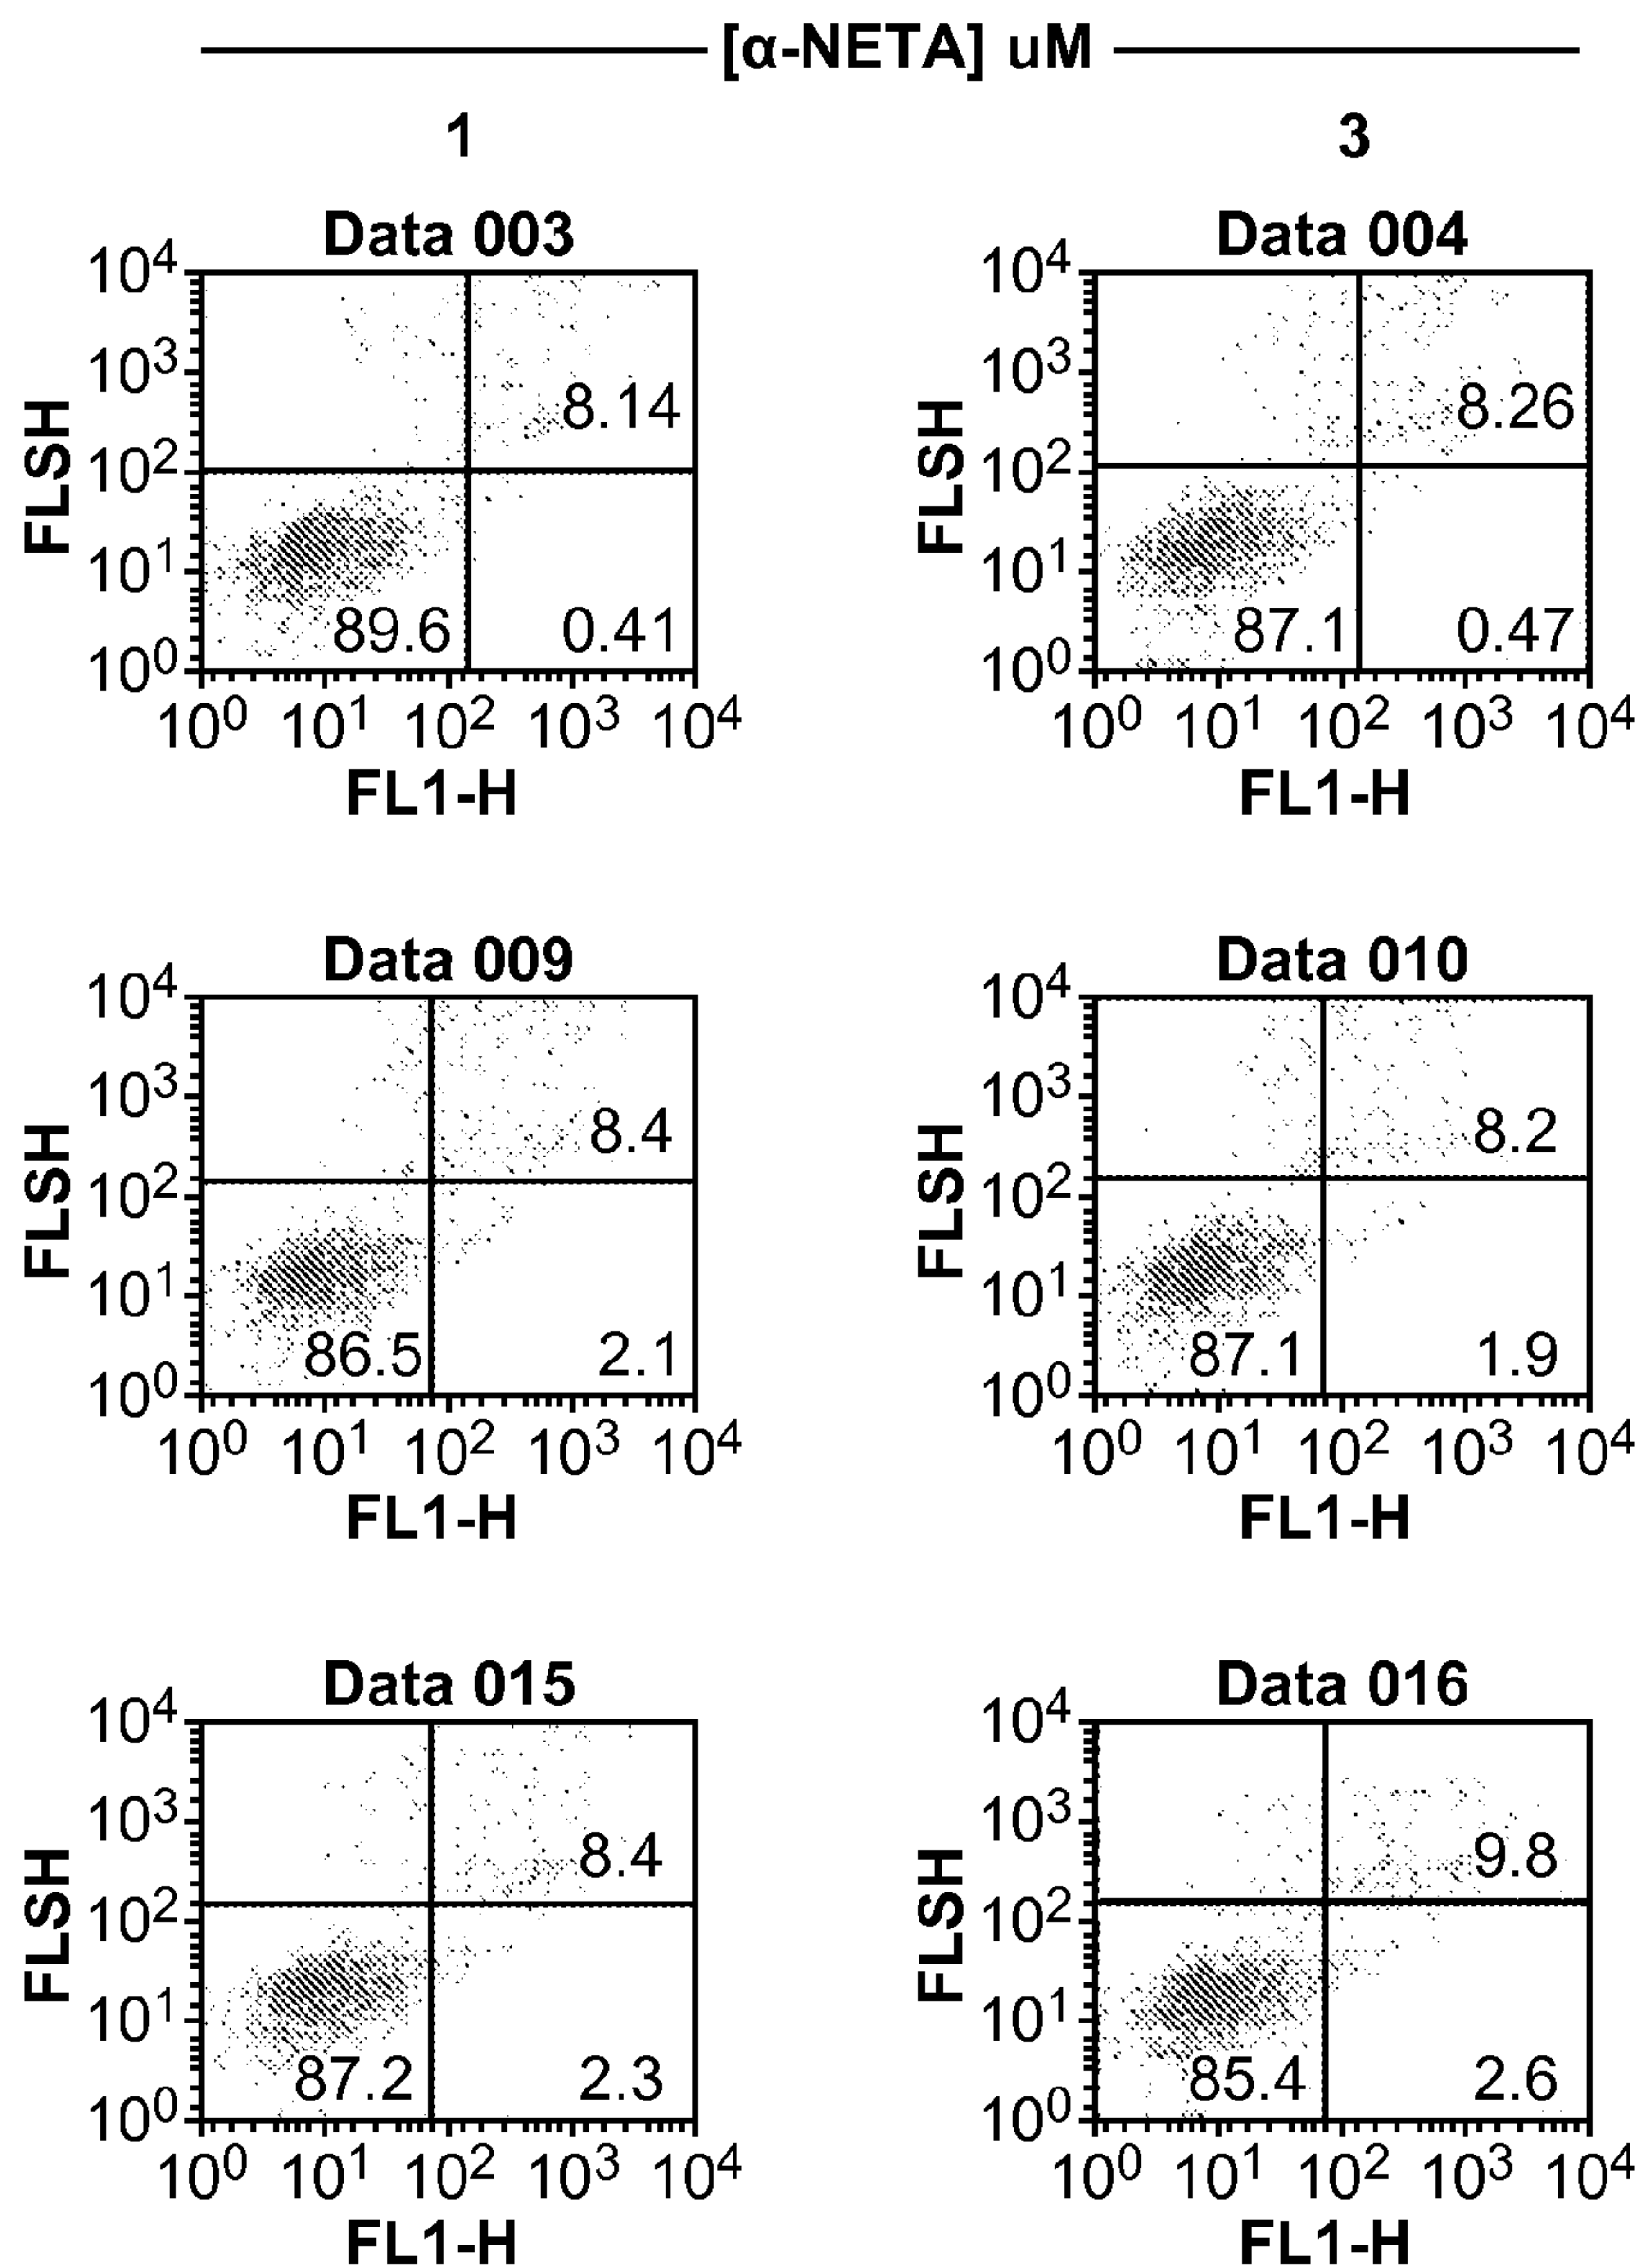 [α-NETA] uM
1 3
Data 003 Data 004
FLSH
10⁴
10³
10²
10¹
10⁰
8.14
89.6 0.41
10⁰ 10¹ 10² 10³ 10⁴
FL1-H
FLSH
10⁴
10³
10²
10¹
10⁰
8.26
87.1 0.47
10⁰ 10¹ 10² 10³ 10⁴
FL1-H
Data 009 Data 010
FLSH
10⁴
10³
10²
10¹
10⁰
8.4
86.5 2.1
10⁰ 10¹ 10² 10³ 10⁴
FL1-H
FLSH
10⁴
10³
10²
10¹
10⁰
8.2
87.1 1.9
10⁰ 10¹ 10² 10³ 10⁴
FL1-H
Data 015 Data 016
FLSH
10⁴
10³
10²
10¹
10⁰
8.4
87.2 2.3
10⁰ 10¹ 10² 10³ 10⁴
FL1-H
FLSH
10⁴
10³
10²
10¹
10⁰
9.8
85.4 2.6
10⁰ 10¹ 10² 10³ 10⁴
FL1-H